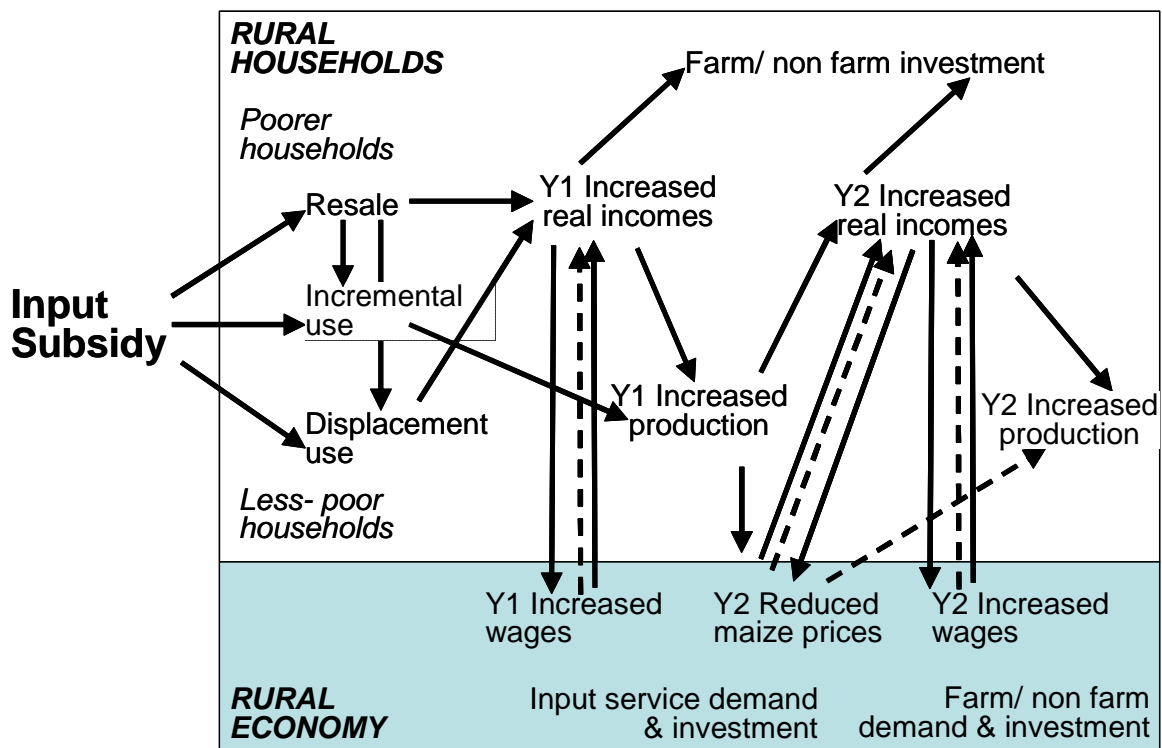 RURAL
HOUSEHOLDS
Farm/ non farm investment
Poorer
households
Y1 Increased
real incomes
Y2 Increased
real incomes
Resale
Input
Subsidy
Incremental
use
Displacement
use
Y1 Increased
production
Y2 Increased
production
Less- poor
households
Y1 Increased
wages
Y2 Reduced
maize prices
Y2 Increased
wages
RURAL
ECONOMY
Input service demand
& investment
Farm/ non farm
demand & investment